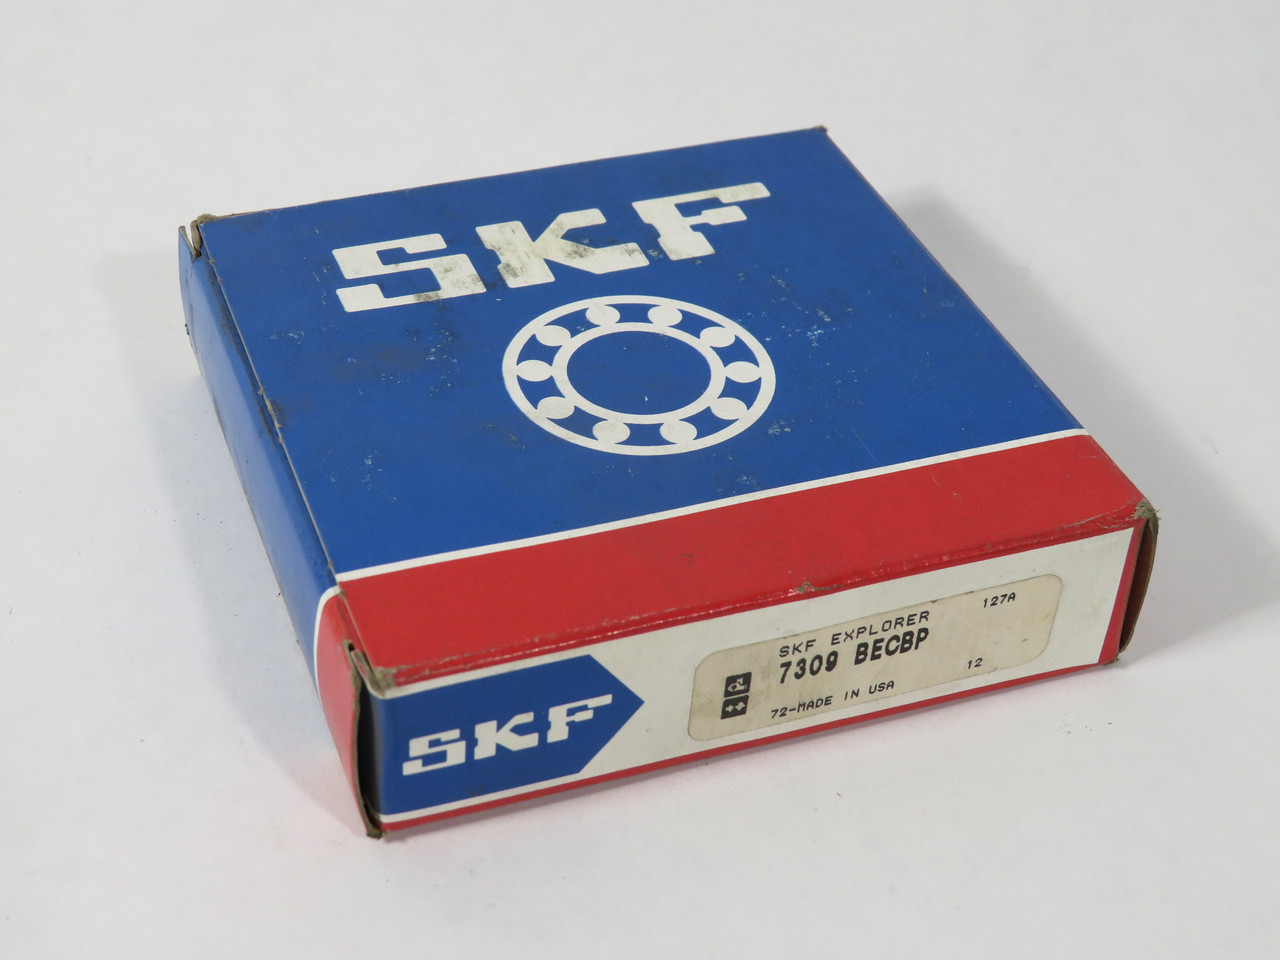 SKF
SKF
SKF EXPLORER 127A
7309 BECBP
72-MADE IN USA 12